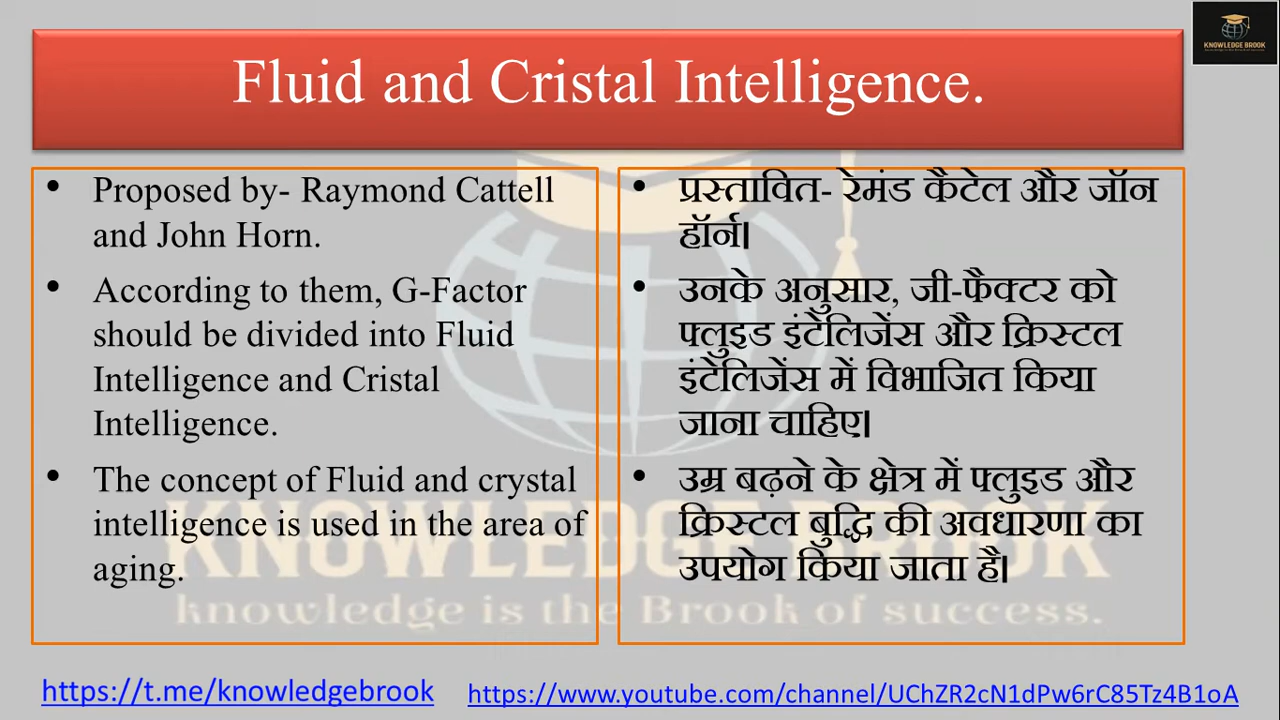 KNOWLEDGE BROOK
Fluid and Cristal Intelligence.
• Proposed by- Raymond Cattell
and John Horn.
• According to them, G-Factor
should be divided into Fluid
Intelligence and Cristal
Intelligence.
• The concept of Fluid and crystal
intelligence is used in the area of
aging.
• प्रस्तावित- रेमंड कैटेल और जॉन
हॉर्न।
• उनके अनुसार, जी-फैक्टर को
फ्लुइड इंटेलिजेंस और क्रिस्टल
इंटेलिजेंस में विभाजित किया
जाना चाहिए।
• उम्र बढ़ने के क्षेत्र में फ्लुइड और
क्रिस्टल बुद्धि की अवधारणा का
उपयोग किया जाता है।
KNOWLEDGE BROOK
knowledge is the Brook of success.
https://t.me/knowledgebrook
https://www.youtube.com/channel/UChZR2cN1dPw6rC85Tz4B1oA